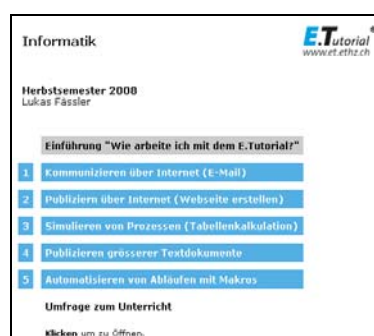 Informatik
E.Tutorial®
www.et.ethz.ch
Herbstsemester 2008
Lukas Fässler
Einführung "Wie arbeite ich mit dem E.Tutorial?"
1 Kommunizieren über Internet (E-Mail)
2 Publiziern über Internet (Webseite erstellen)
3 Simulieren von Prozessen (Tabellenkalkulation)
4 Publizieren grösserer Textdokumente
5 Automatisieren von Abläufen mit Makros
Umfrage zum Unterricht
Klicken um zu Öffnen.